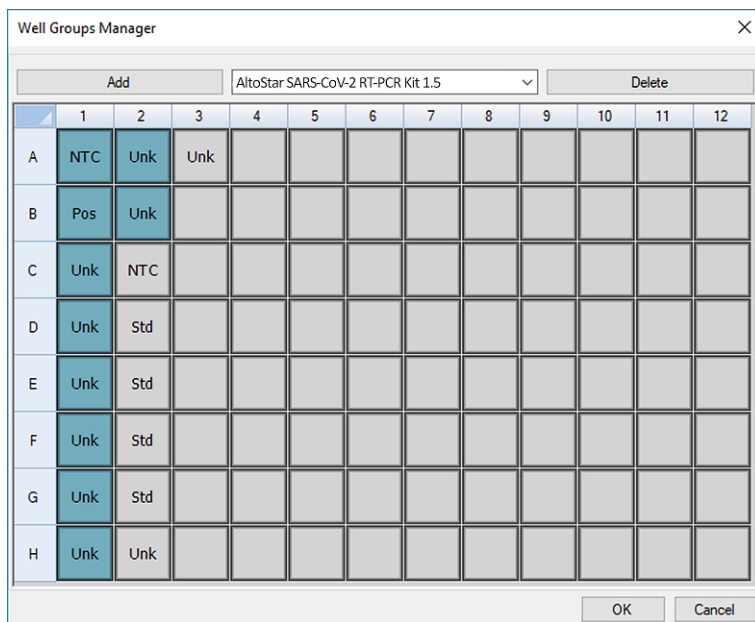 Well Groups Manager
Add AltoStar SARS-CoV-2 RT-PCR Kit 1.5 Delete
1 2 3 4 5 6 7 8 9 10 11 12
A NTC Unk Unk
B Pos Unk
C Unk NTC
D Unk Std
E Unk Std
F Unk Std
G Unk Std
H Unk Unk
OK Cancel